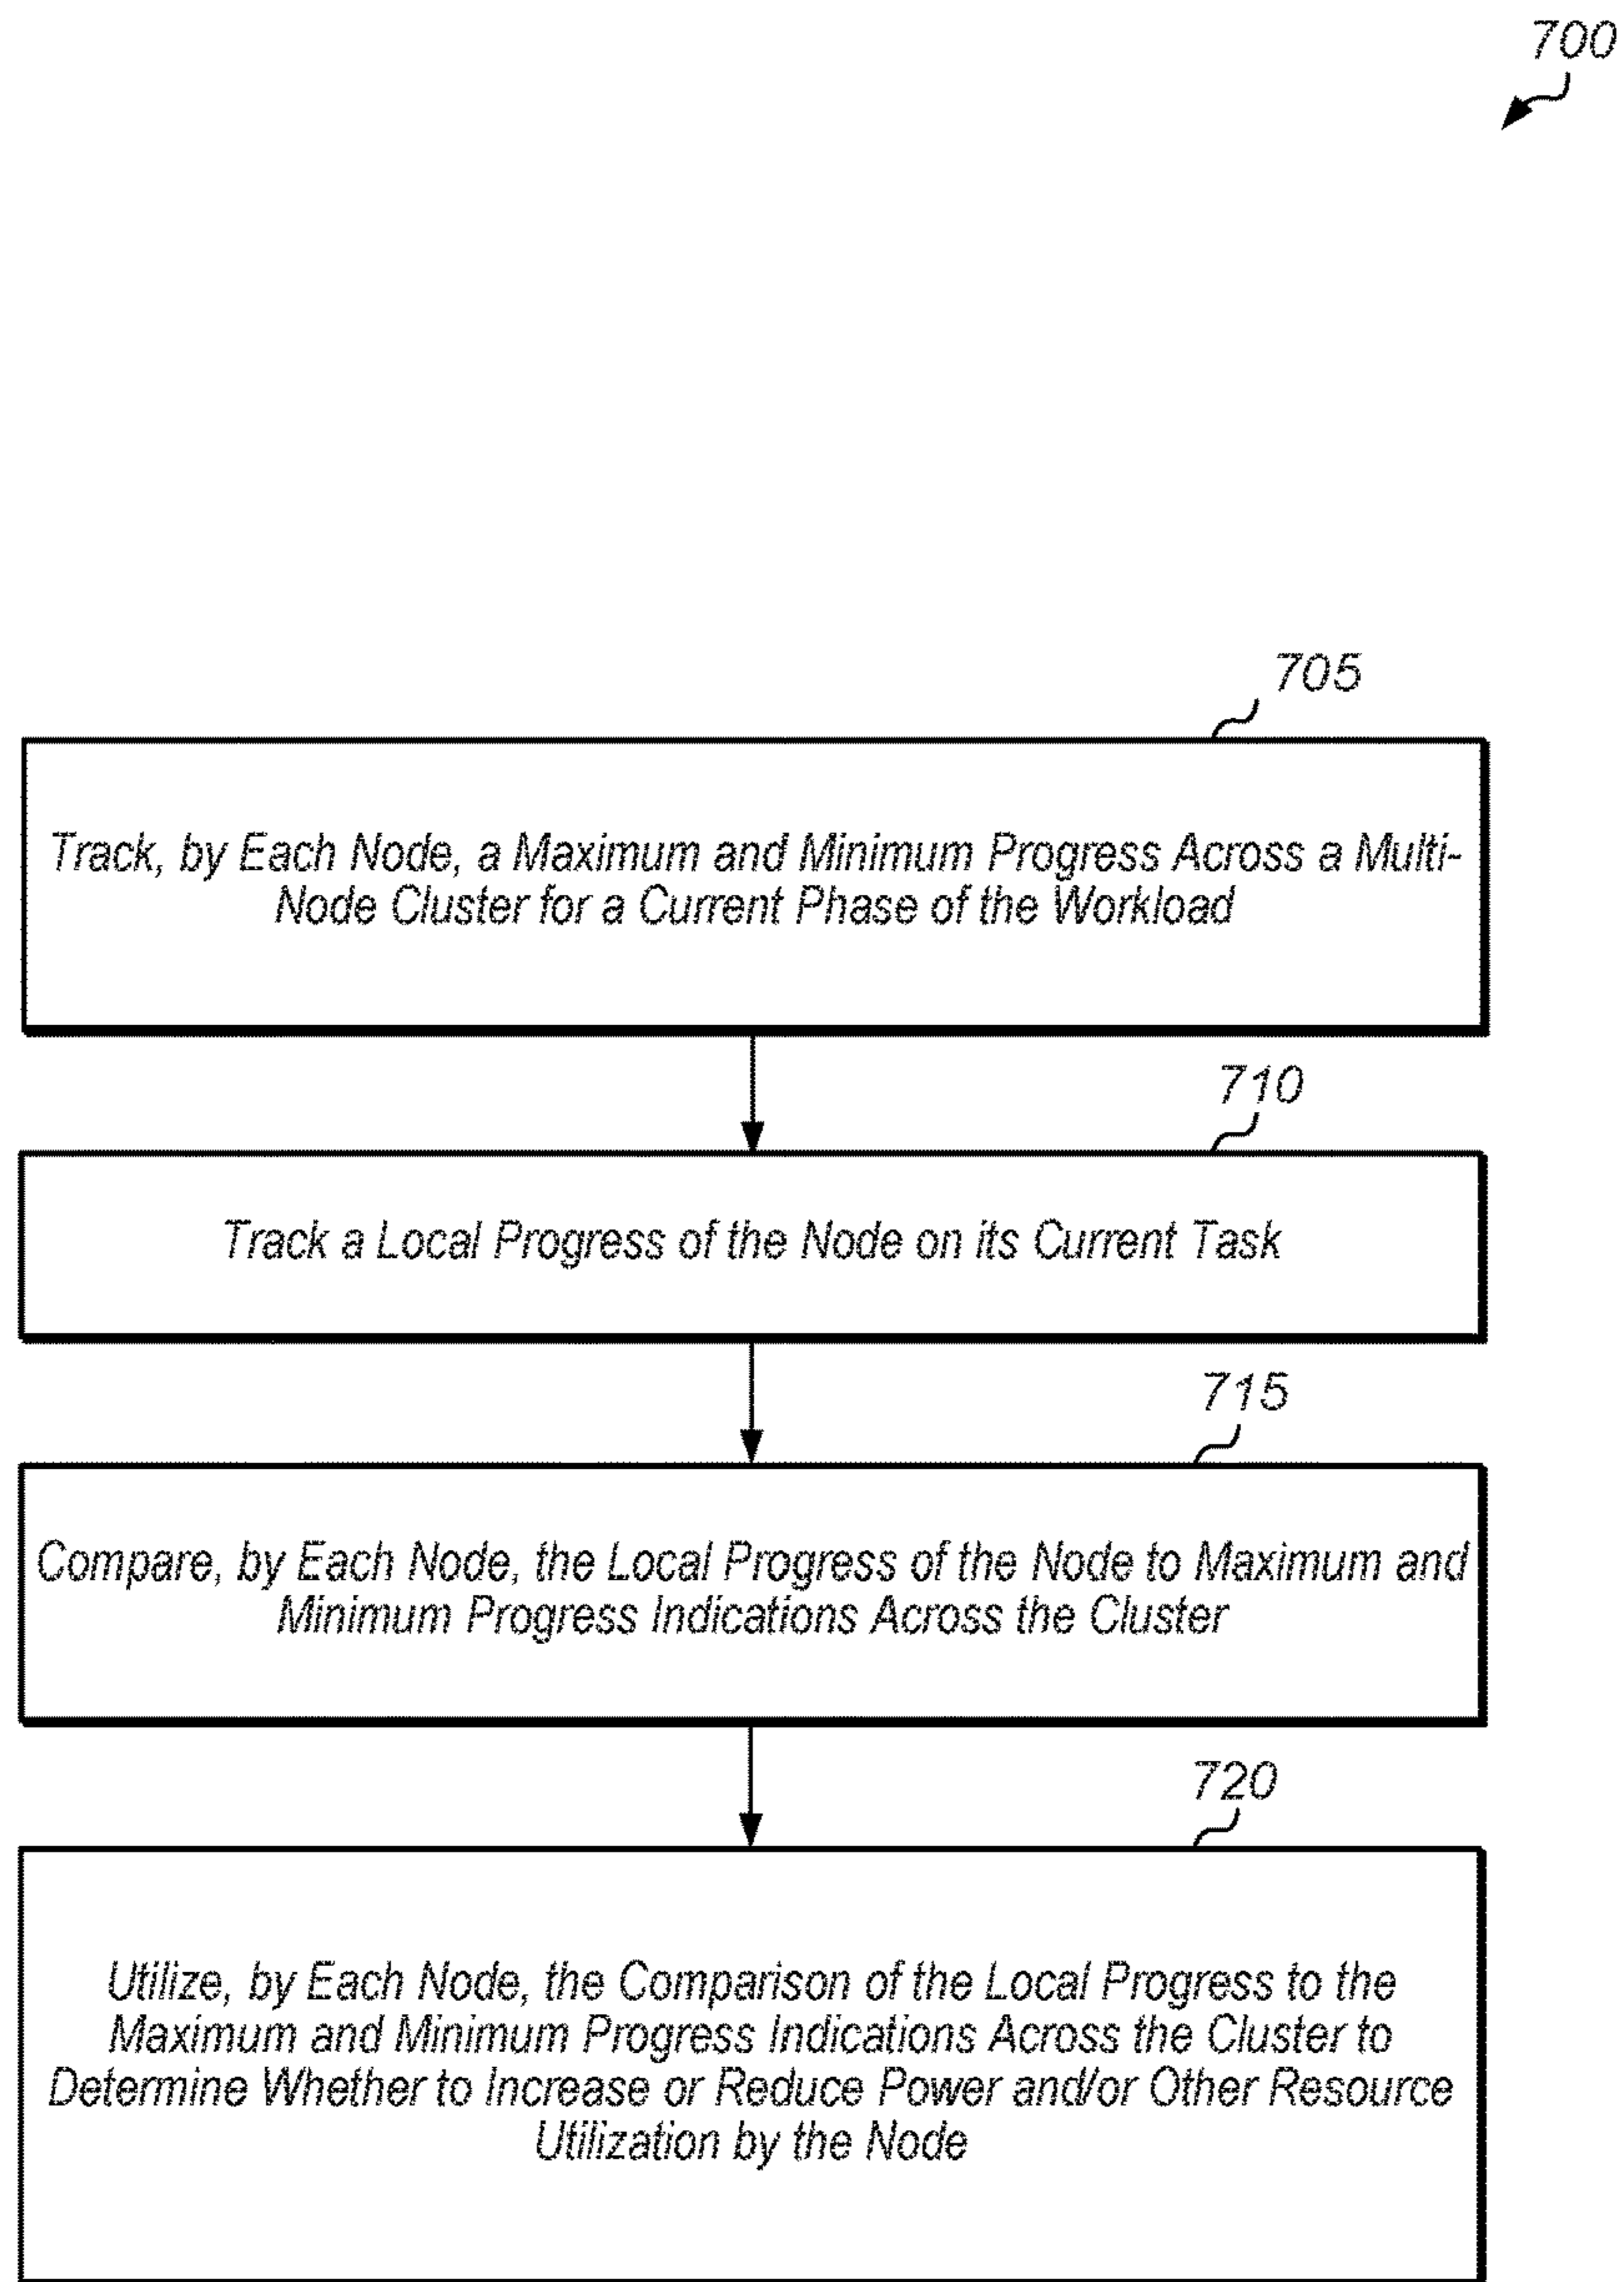 700
705
Track, by Each Node, a Maximum and Minimum Progress Across a Multi-
Node Cluster for a Current Phase of the Workload
710
Track a Local Progress of the Node on its Current Task
715
Compare, by Each Node, the Local Progress of the Node to Maximum and
Minimum Progress Indications Across the Cluster
720
Utilize, by Each Node, the Comparison of the Local Progress to the
Maximum and Minimum Progress Indications Across the Cluster to
Determine Whether to Increase or Reduce Power and/or Other Resource
Utilization by the Node